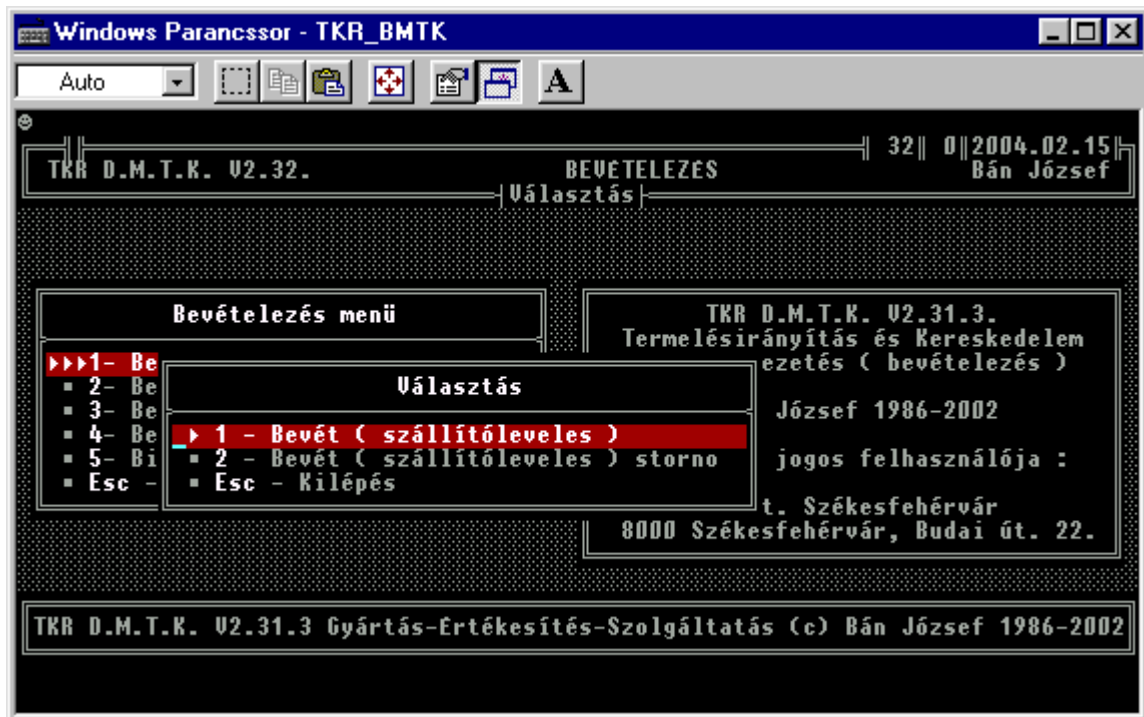 Windows Parancssor - TKR_BMTK
Auto
A
32 0 2004.02.15
TKR D.M.T.K. V2.32. BEVÉTELEZÉS Bán József
Választás
Bevételezés menü
1- Be
2- Be
3- Be
4- Be
5- Bi
Esc -
Választás
1 - Bevét ( szállítóleveles )
2 - Bevét ( szállítóleveles ) storno
Esc - Kilépés
TKR D.M.T.K. V2.31.3.
Termelésirányítás és Kereskedelem
ezetés ( bevételezés )
József 1986-2002
jogos felhasználója :
t. Székesfehérvár
8000 Székesfehérvár, Budai út. 22.
TKR D.M.T.K. V2.31.3 Gyártás-Értékesítés-Szolgáltatás (c) Bán József 1986-2002